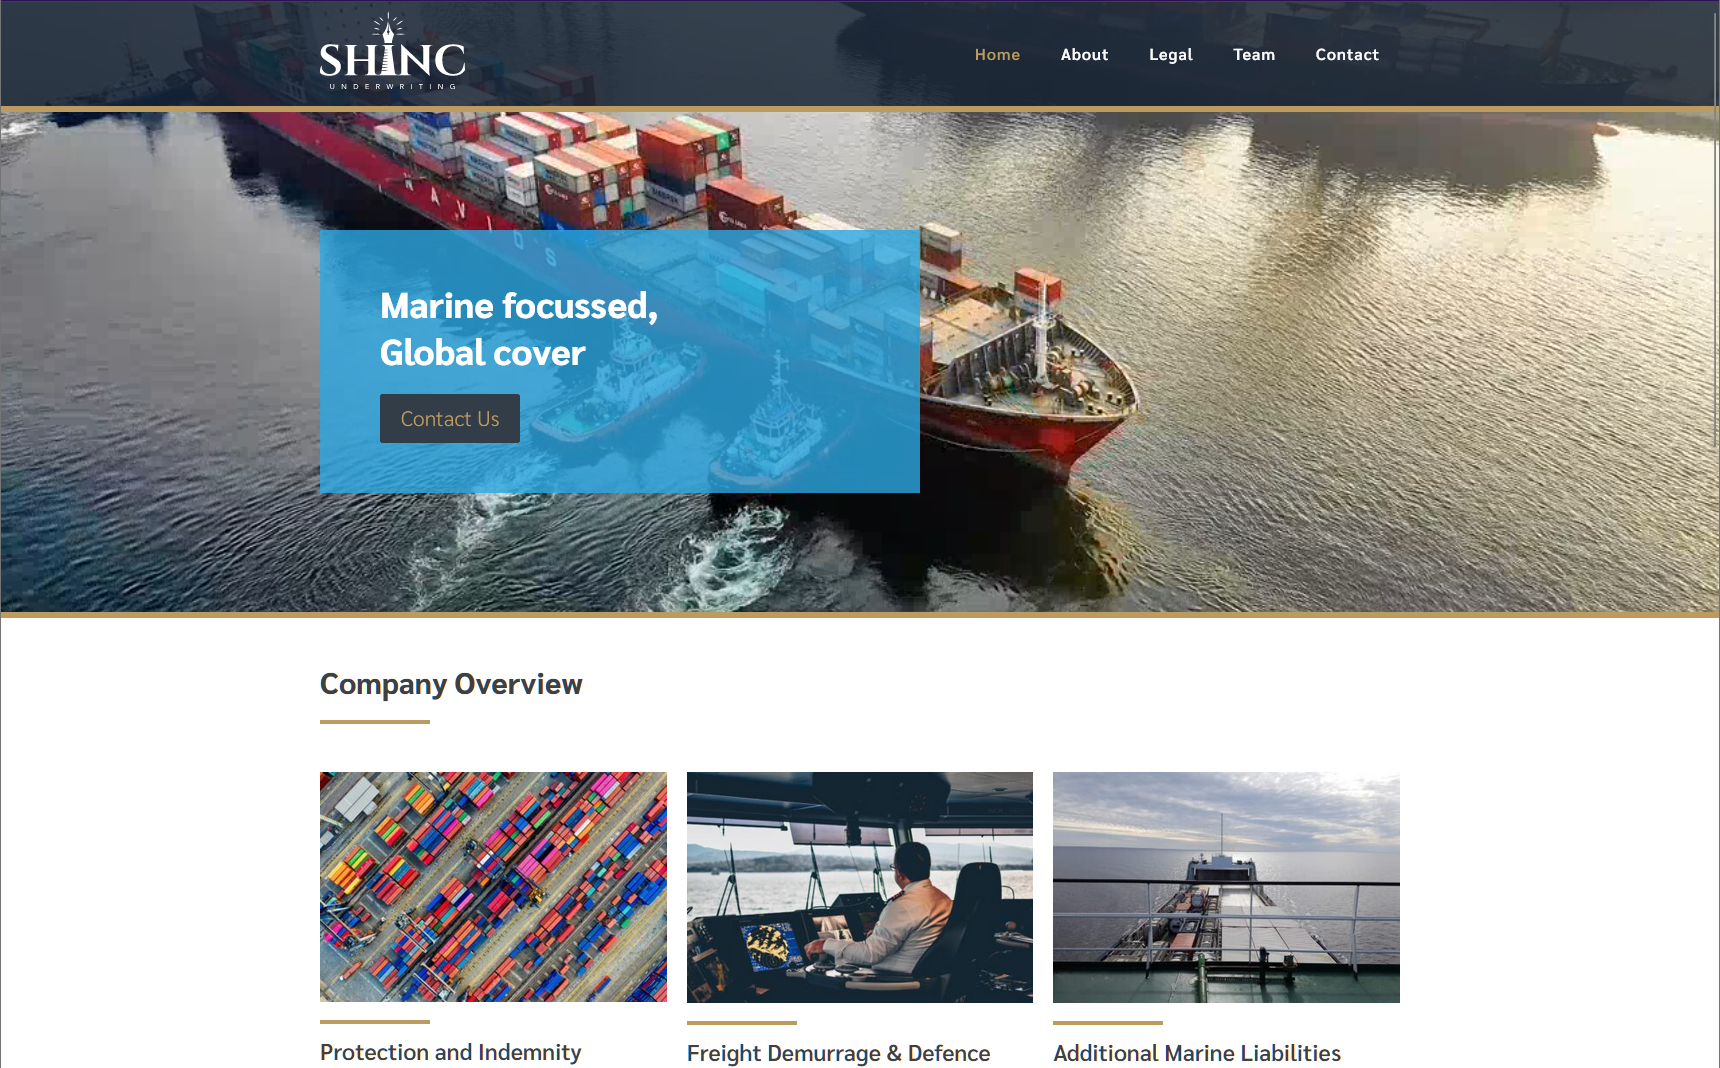 SHINC
UNDERWRITING
Home
About
Legal
Team
Contact
NAVIOS
Marine focussed,
Global cover
Contact Us
Company Overview
Protection and Indemnity
Freight Demurrage & Defence
Additional Marine Liabilities